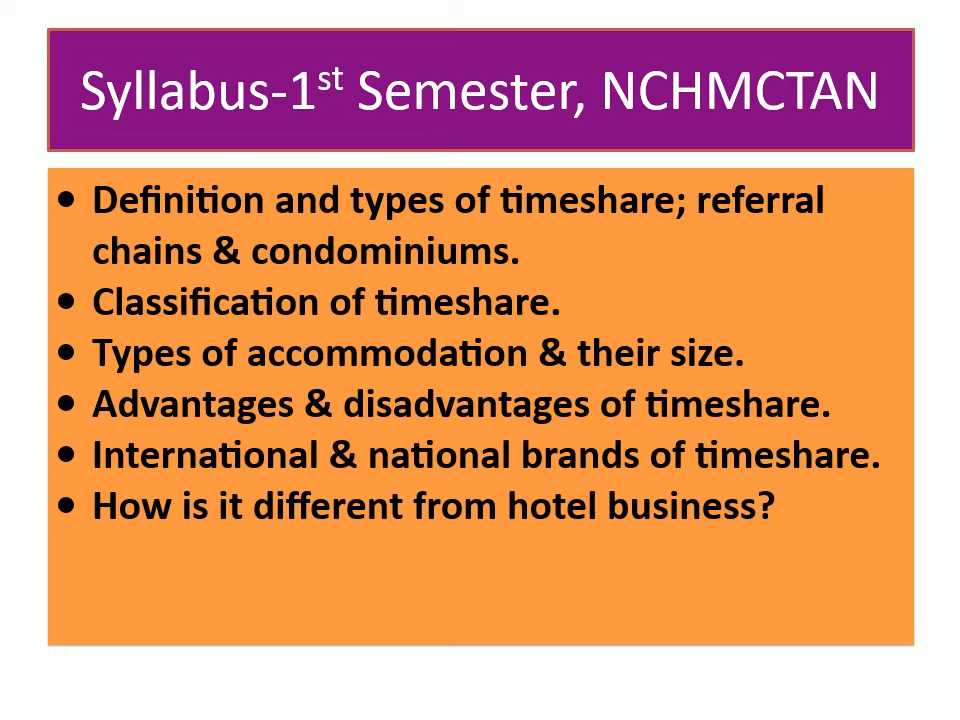 Syllabus-1st Semester, NCHMCTAN
• Definition and types of timeshare; referral
chains & condominiums.
• Classification of timeshare.
• Types of accommodation & their size.
• Advantages & disadvantages of timeshare.
• International & national brands of timeshare.
• How is it different from hotel business?